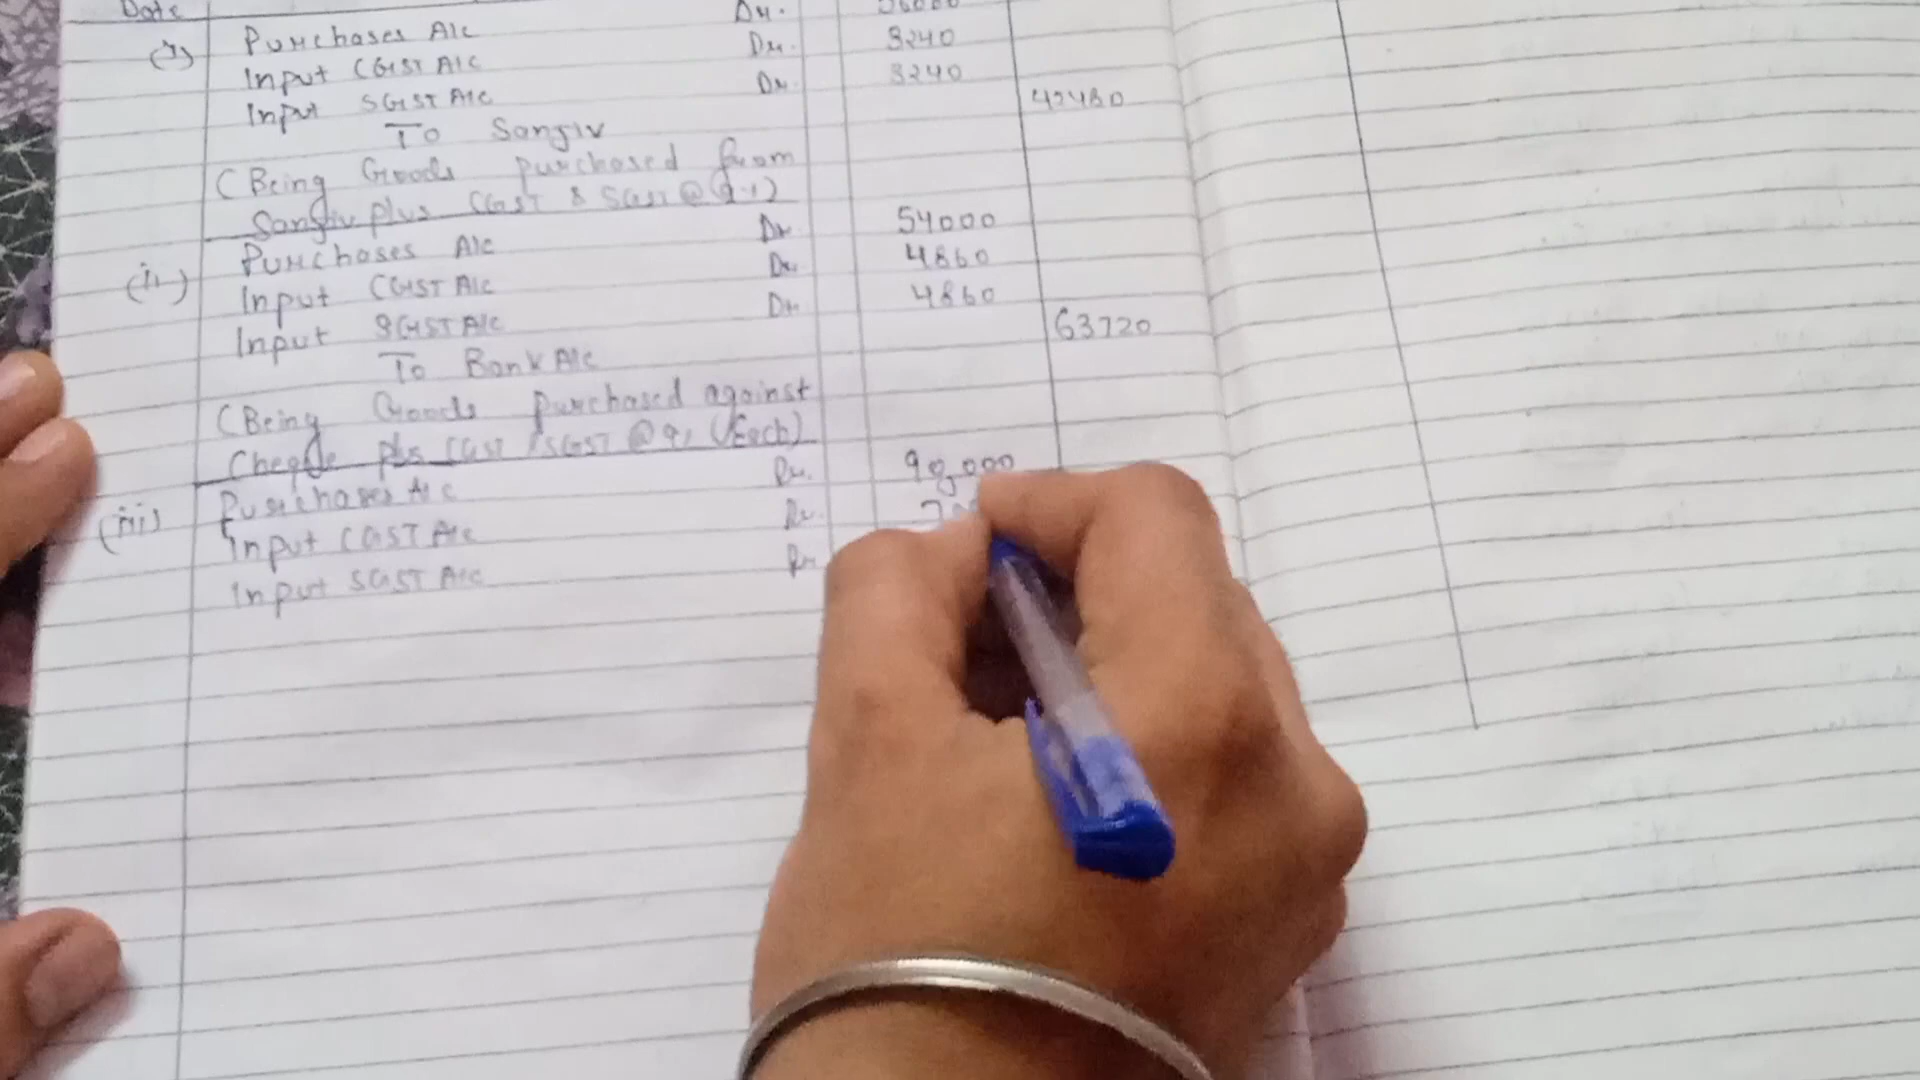 Date
(i) Purchases A/c Dr. 36000
Input CGST A/c Dr. 3240
Input SGST A/c Dr. 3240
To Sanjiv 42480
(Being Goods purchased from
Sanjiv plus CGST & SGST @ 9%)
(ii) Purchases A/c Dr. 54000
Input CGST A/c Dr. 4860
Input SGST A/c Dr. 4860
To Bank A/c 63720
(Being Goods purchased against
Cheque plus CGST SGST @ 9% (Each)
(iii) Purchases A/c Dr.
Input CGST A/c Dr.
Input SGST A/c Dr